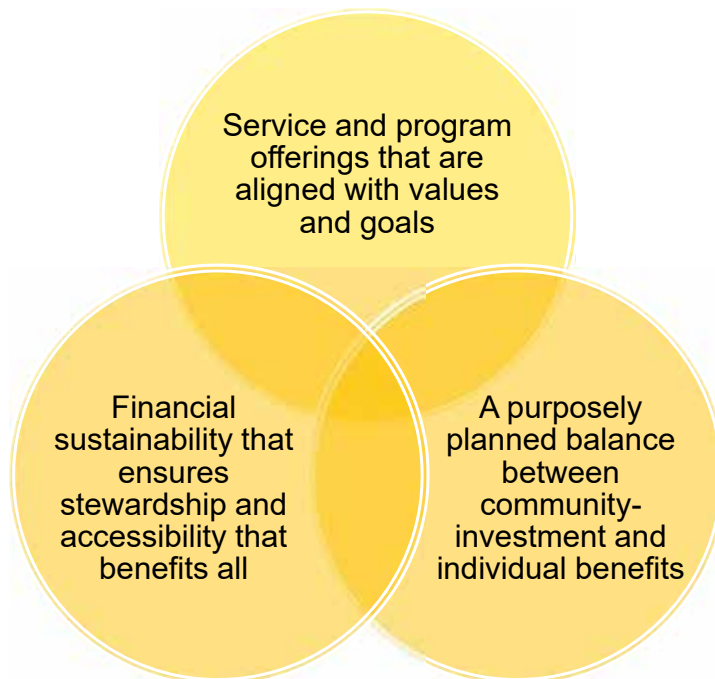 Service and program
offerings that are
aligned with values
and goals
Financial
sustainability that
ensures
stewardship and
accessibility that
benefits all
A purposely
planned balance
between
community-
investment and
individual benefits